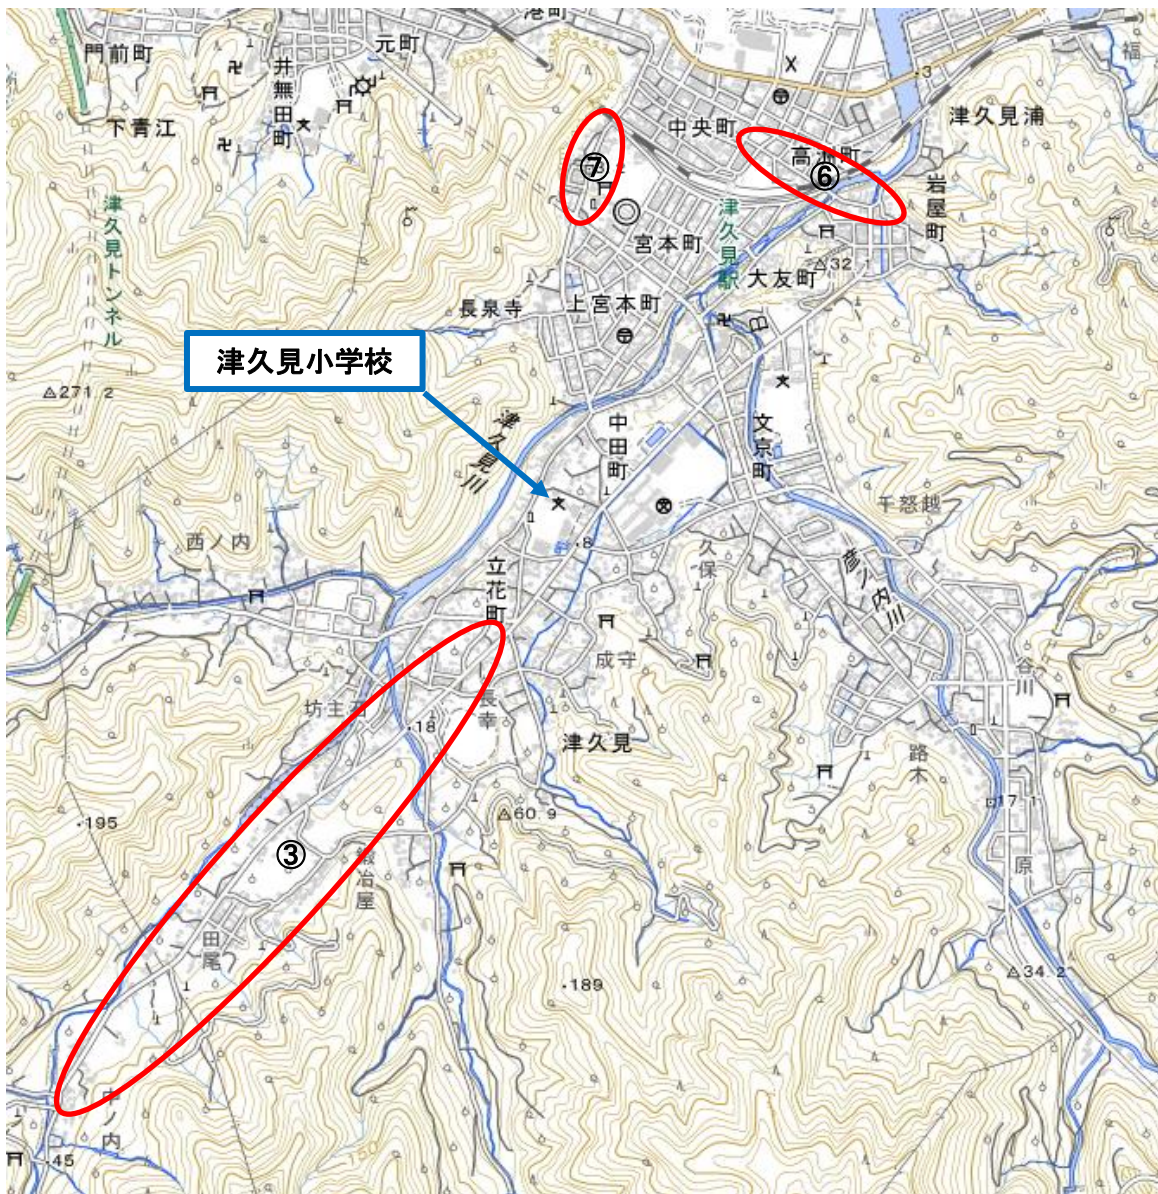 港町
門前町
元町
福
井無田町
3
下青江
中央町
津久見浦
高洲町
⑦
⑥
岩屋町
津久見トンネル
津久見駅
宮本町
大友町
32
長泉寺
上宮本町
津久見小学校
271 2
津久見川
中田町
文京町
千怒越
西ノ内
8
久保
立花町
彦ノ内川
成守
谷川
坊主石
長幸
18
津久見
路木
17 1
195
60 9
③
鍛冶屋
原
田尾
34 2
189
中ノ内
150
45